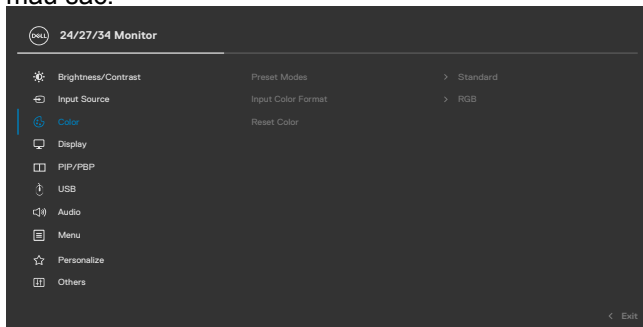 màu sắc.
DELL 24/27/34 Monitor
Brightness/Contrast Preset Modes > Standard
Input Source Input Color Format > RGB
Color Reset Color
Display
PIP/PBP
USB
Audio
Menu
Personalize
Others
< Exit